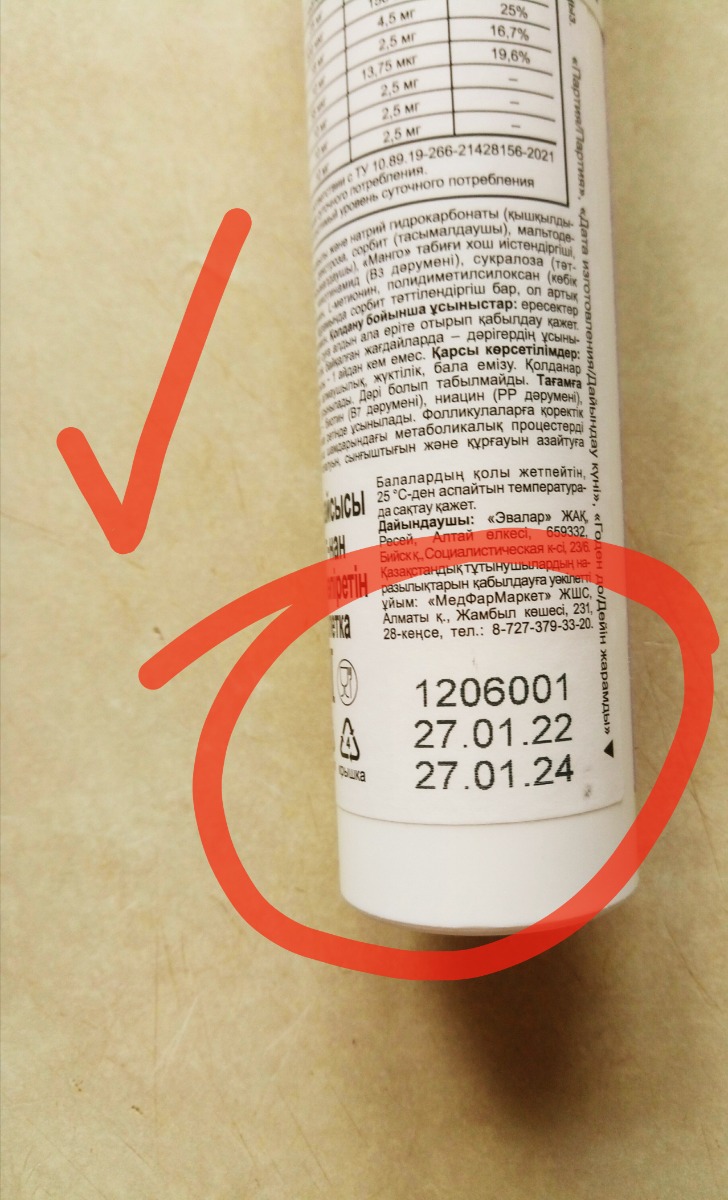 4,5 мг 25%
2,5 мг 16,7%
13,75 мкг 19,6%
2,5 мг –
2,5 мг –
2,5 мг –
с ТУ 10.89.19-266-21428156-2021
потребления.
уровень суточного потребления
және натрий гидрокарбонаты (қышқылды-
сорбит (тасымалдаушы), мальтоде-
«Манго» табиғи хош иістендіргіші,
(В3 дәрумені), сукралоза (тәт-
L-метионин, полидиметилсилоксан (көбік
сорбит тәттілендіргіш бар, ол артық
Қолдану бойынша ұсыныстар: ересектер
алдын ала еріте отырып қабылдау қажет.
жағдайларда – дәрігердің ұсыны-
- 1 айдан кем емес. Қарсы көрсетілімдер:
жүктілік, бала емізу. Қолданар
Дәрі болып табылмайды. Тағамға
(В7 дәрумені), ниацин (РР дәрумені),
ұсынылады. Фолликулаларға қоректік
метаболикалық процестерді
сынғыштығын және құрғауын азайтуға
Балалардың қолы жетпейтін,
25 °С-ден аспайтын температура-
да сақтау қажет.
Дайындаушы: «Эвалар» ЖАҚ,
Ресей, Алтай өлкесі, 659332,
Бийск қ., Социалистическая к-сі, 23/6.
Қазақстандық тұтынушылардың на-
разылықтарын қабылдауға уәкілетті
ұйым: «МедФарМаркет» ЖШС,
Алматы қ., Жамбыл көшесі, 231,
28-кеңсе, тел.: 8-727-379-33-20.
4
крышка
1206001
27.01.22
27.01.24
«Партия/Партия», «Дата изготовления/Дайындау күні», «Годен до/Дейін жарамды»